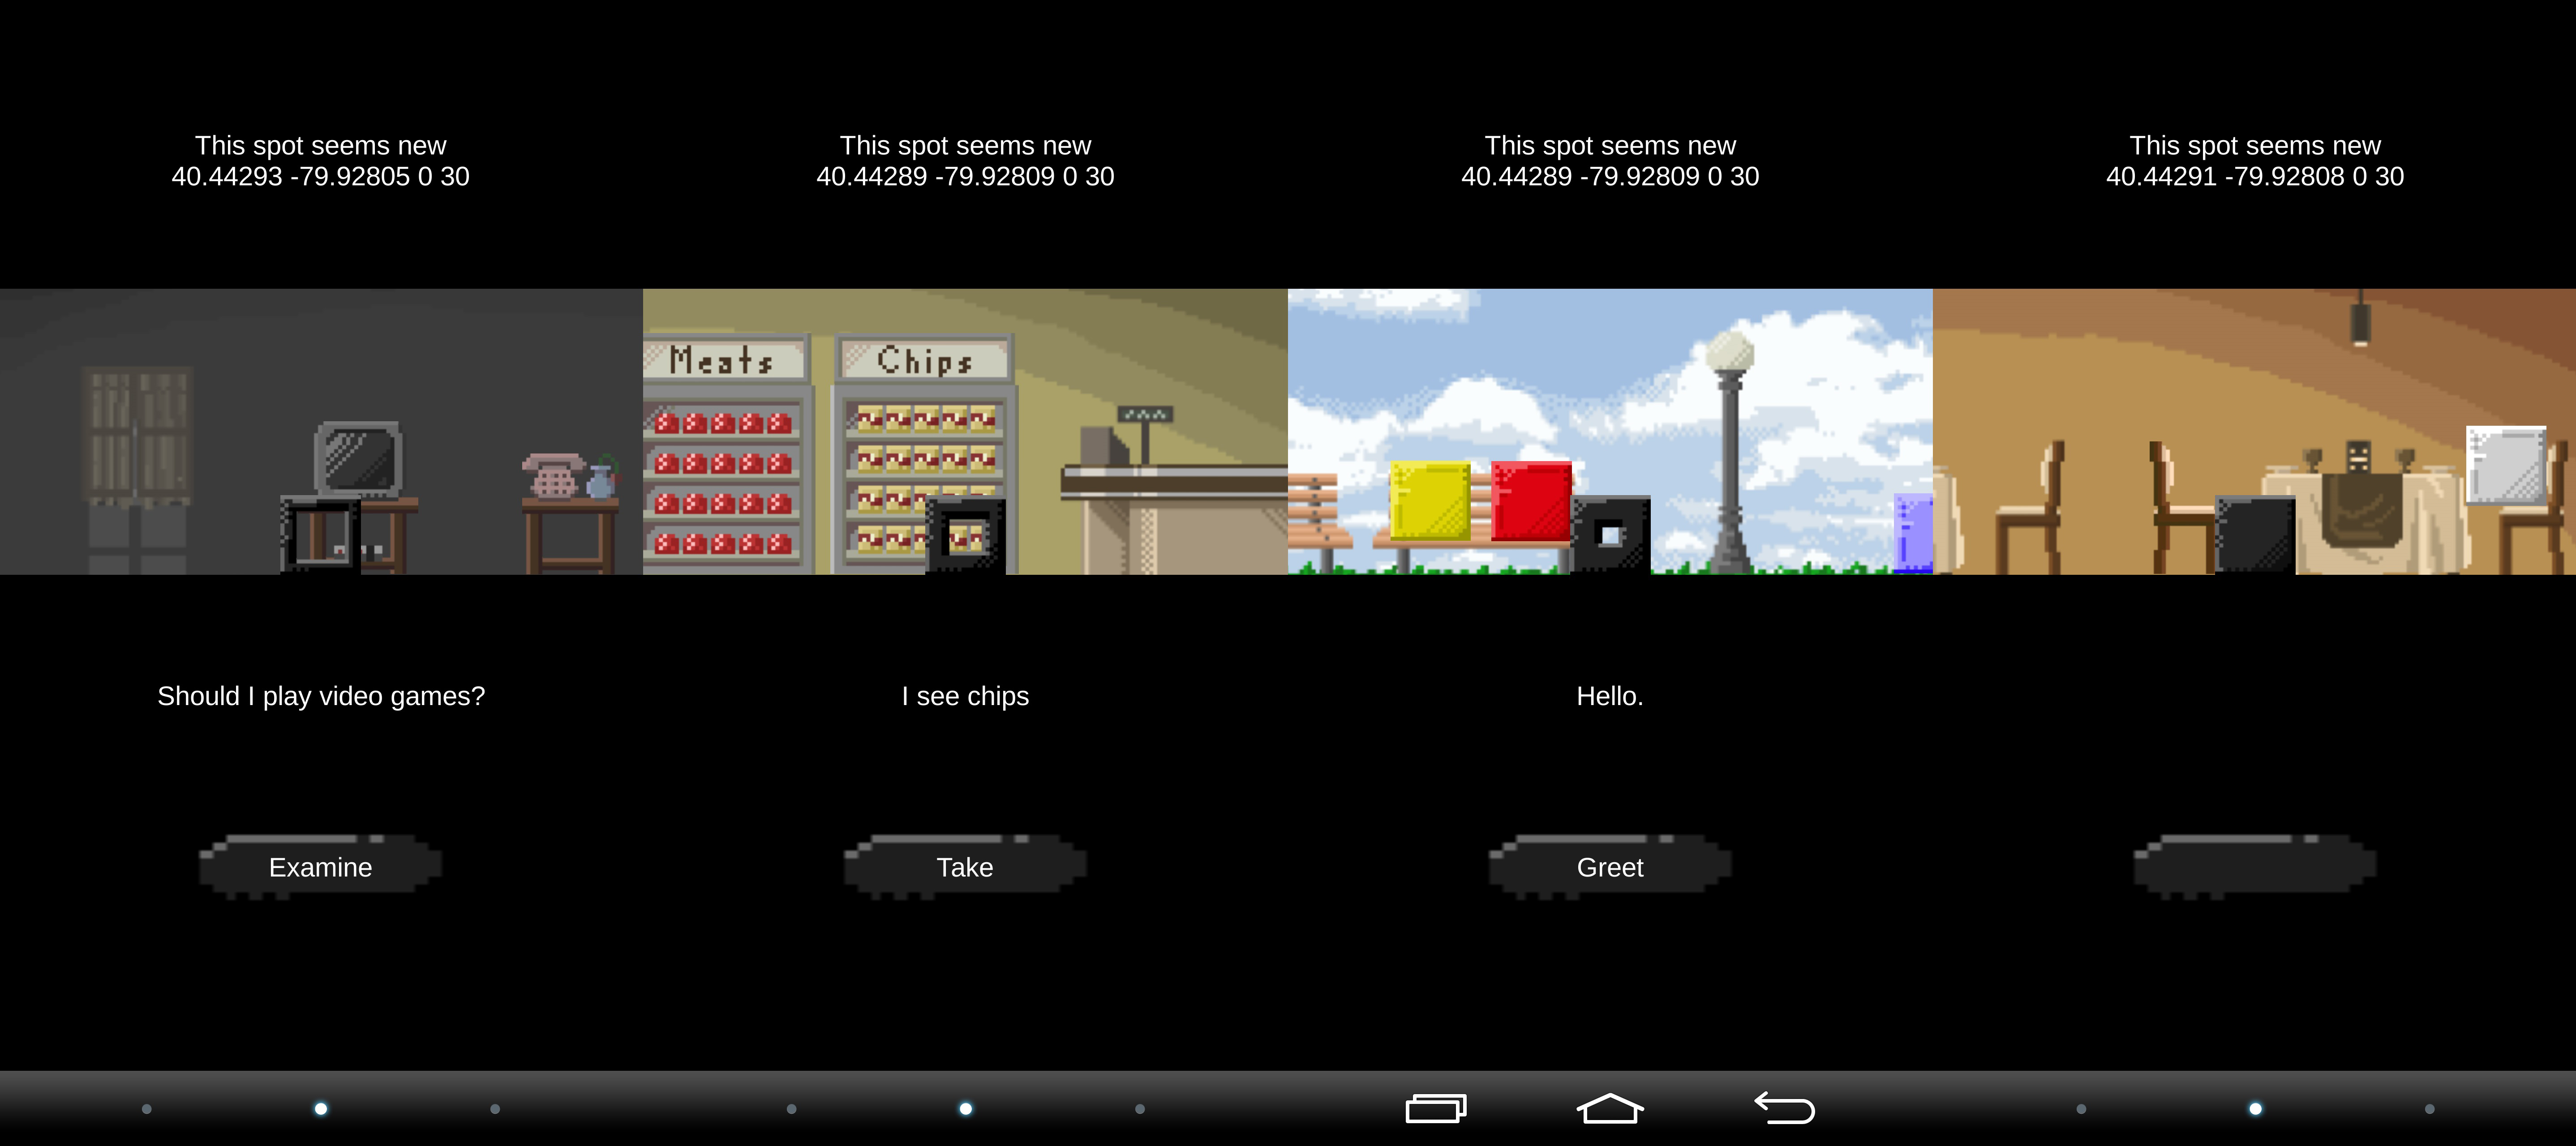 This spot seems new
40.44293 -79.92805 0 30
Should I play video games?
Examine
This spot seems new
40.44289 -79.92809 0 30
Meats
Chips
I see chips
Take
This spot seems new
40.44289 -79.92809 0 30
Hello.
Greet
This spot seems new
40.44291 -79.92808 0 30